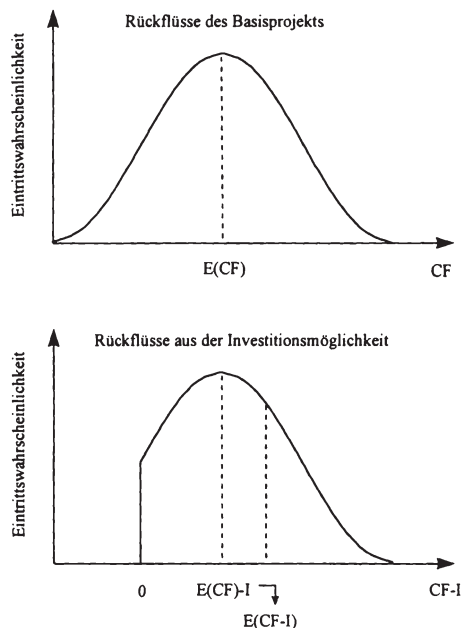 Rückflüsse des Basisprojekts
Eintrittswahrscheinlichkeit
E(CF)
CF
Rückflüsse aus der Investitionsmöglichkeit
Eintrittswahrscheinlichkeit
0
E(CF)-I
CF-I
E(CF-I)